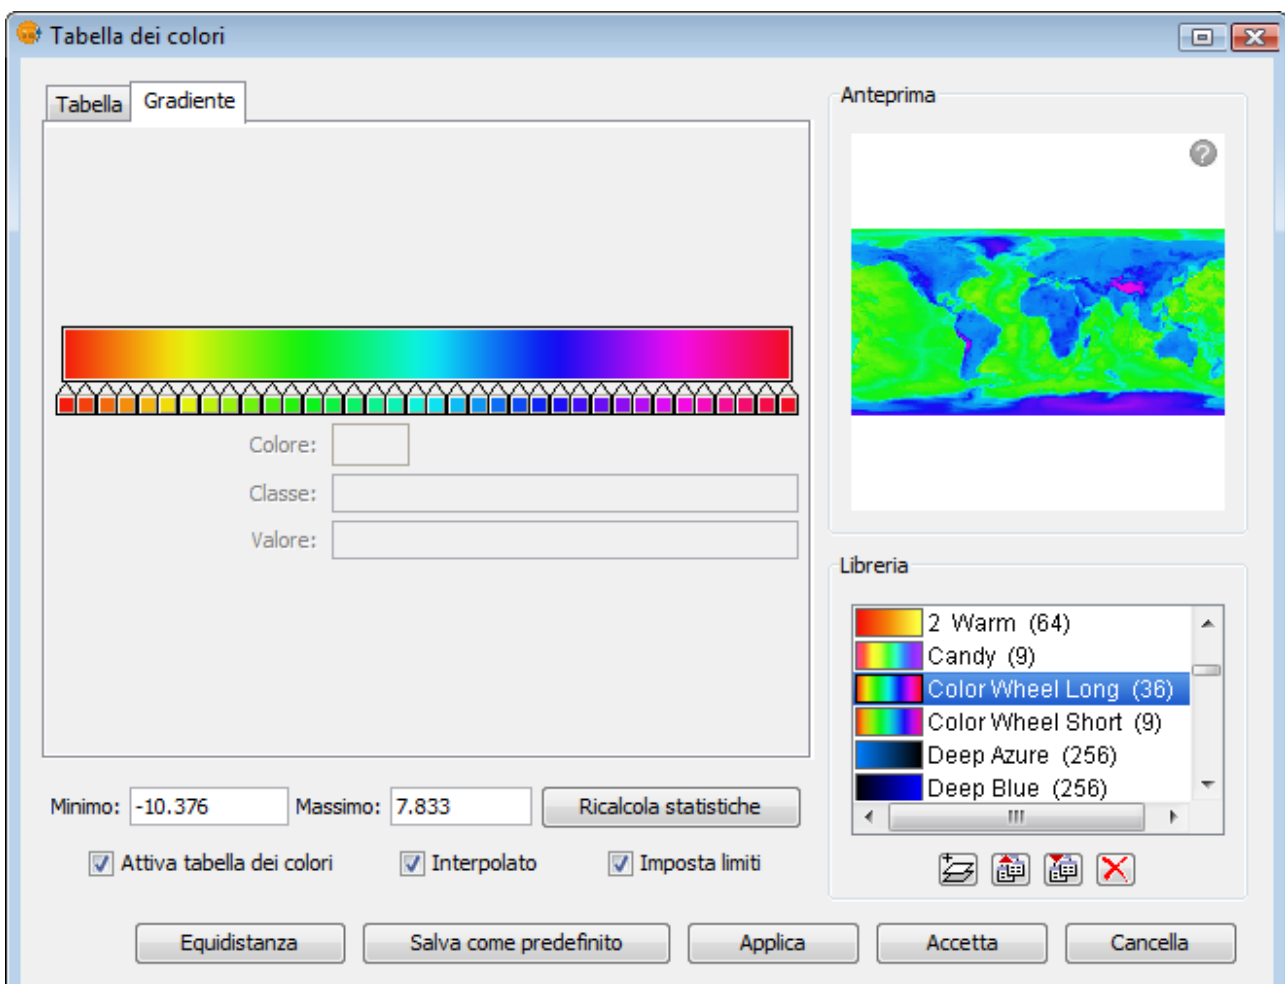 Tabella dei colori
Tabella
Gradiente
Colore:
Classe:
Valore:
Minimo: -10.376 Massimo: 7.833 Ricalcola statistiche
Attiva tabella dei colori
Interpolato
Imposta limiti
Anteprima
?
Libreria
2 Warm (64)
Candy (9)
Color Wheel Long (36)
Color Wheel Short (9)
Deep Azure (256)
Deep Blue (256)
Equidistanza
Salva come predefinito
Applica
Accetta
Cancella